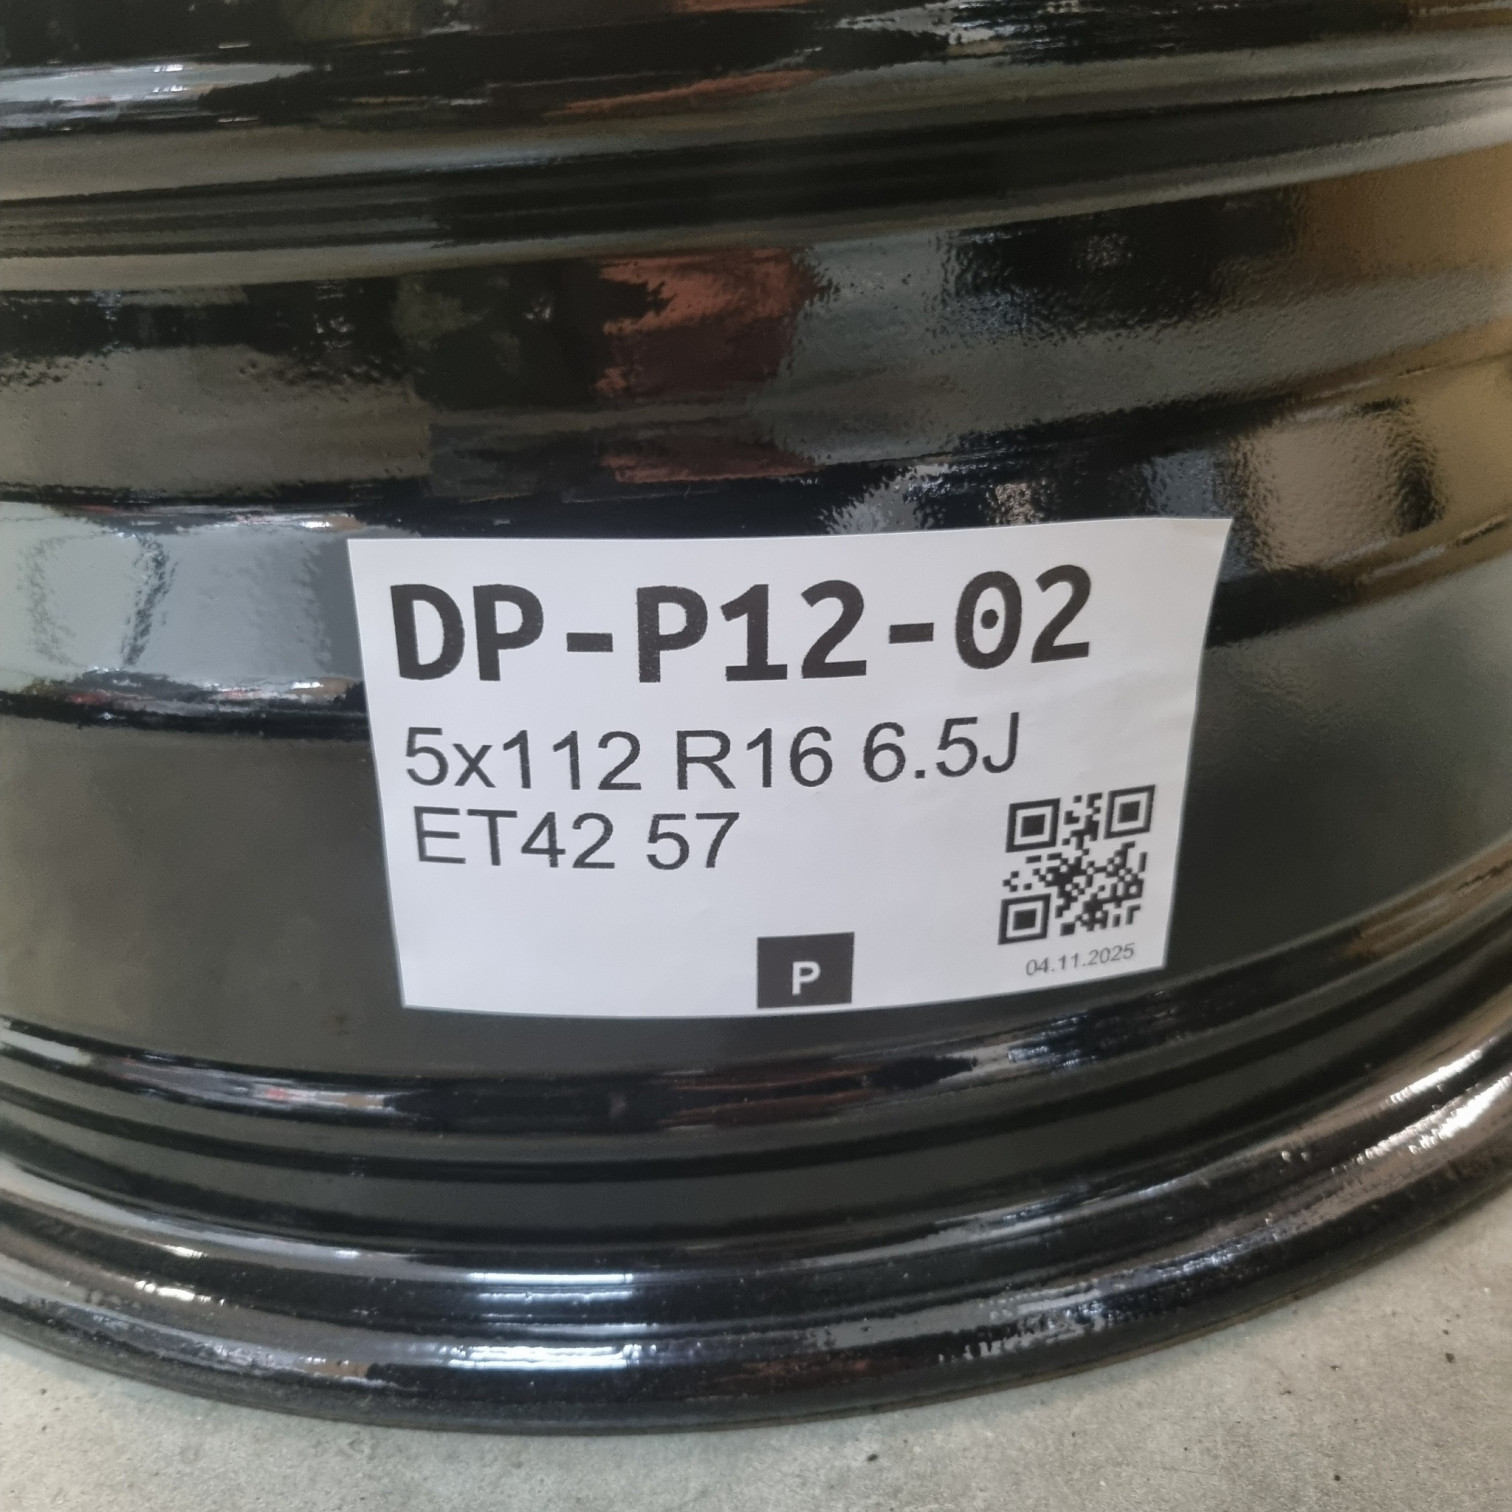 DP-P12-02
5x112 R16 6.5J
ET42 57
P
04.11.2025